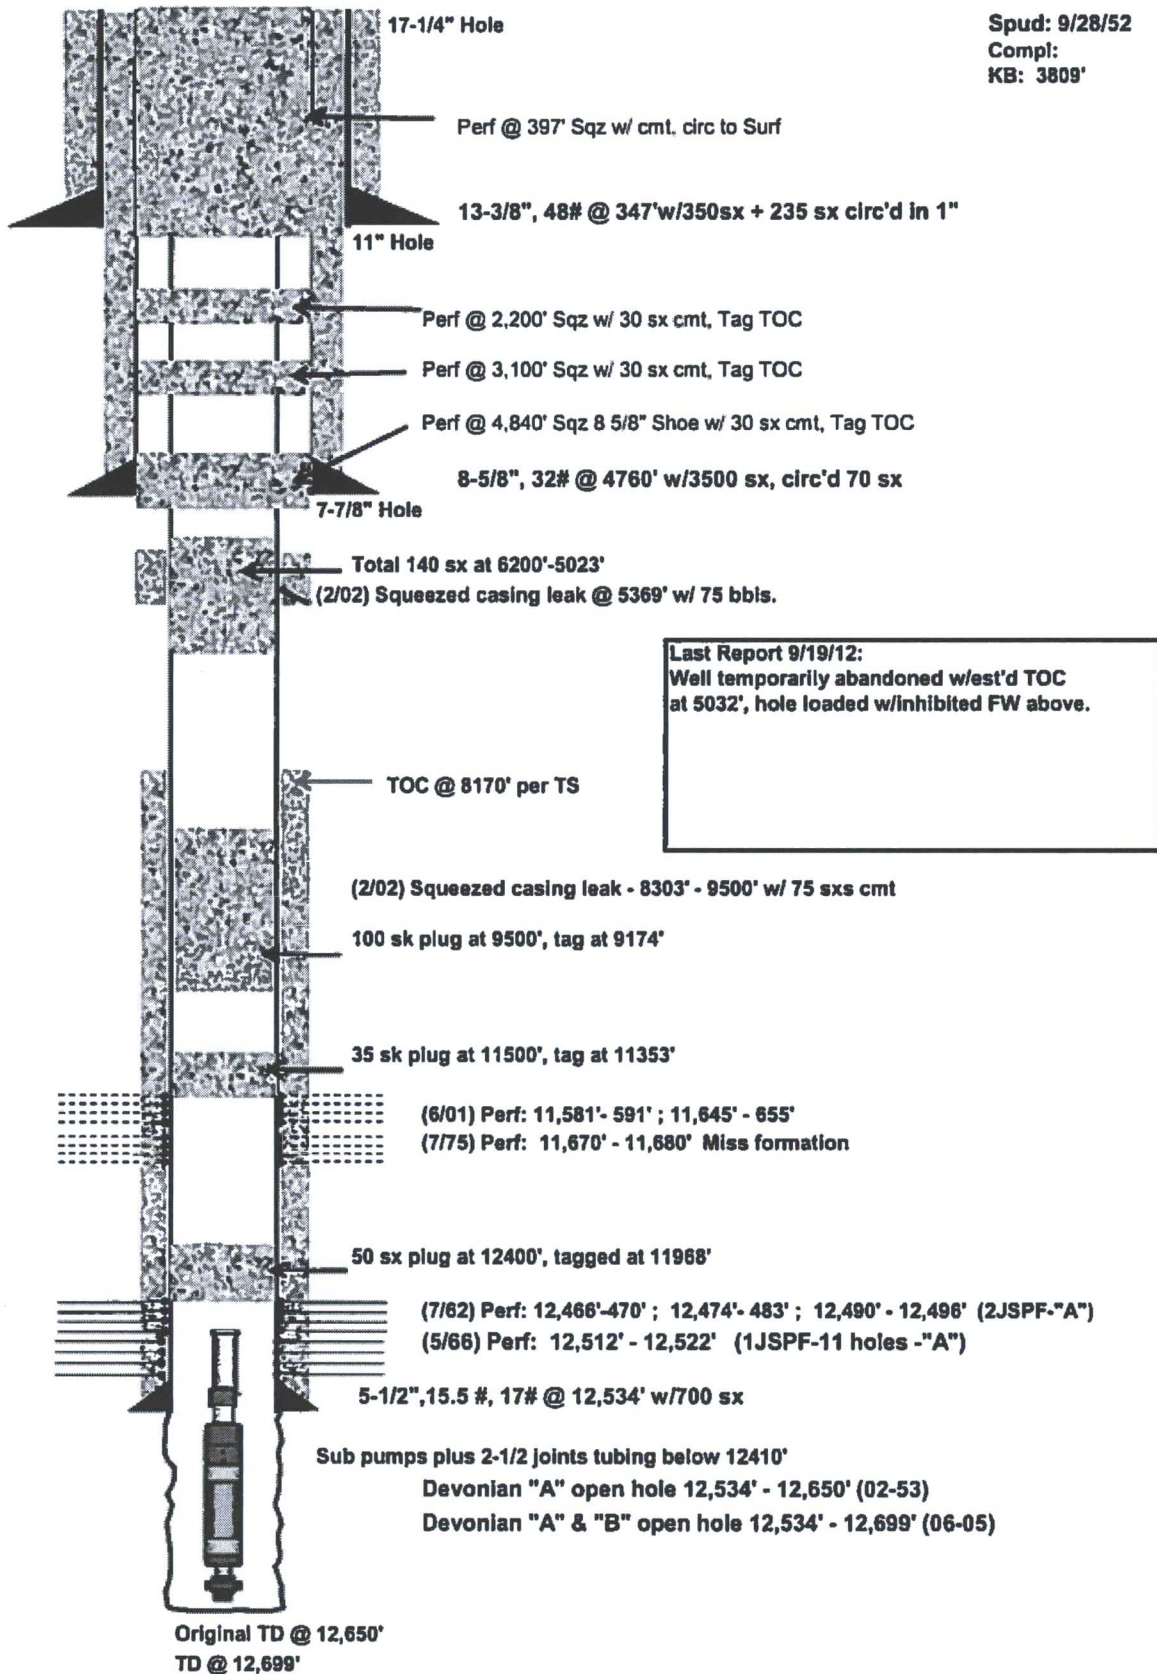 17-1/4" Hole
Spud: 9/28/52
Compl:
KB: 3809'
Perf @ 397' Sqz w/ cmt, circ to Surf
13-3/8", 48# @ 347'w/350sx + 235 sx circ'd in 1"
11" Hole
Perf @ 2,200' Sqz w/ 30 sx cmt, Tag TOC
Perf @ 3,100' Sqz w/ 30 sx cmt, Tag TOC
Perf @ 4,840' Sqz 8 5/8" Shoe w/ 30 sx cmt, Tag TOC
8-5/8", 32# @ 4760' w/3500 sx, circ'd 70 sx
7-7/8" Hole
Total 140 sx at 6200'-5023'
(2/02) Squeezed casing leak @ 5369' w/ 75 bbls.
Last Report 9/19/12:
Well temporarily abandoned w/est'd TOC
at 5032', hole loaded w/inhibited FW above.
TOC @ 8170' per TS
(2/02) Squeezed casing leak - 8303' - 9500' w/ 75 sxs cmt
100 sk plug at 9500', tag at 9174'
35 sk plug at 11500', tag at 11353'
(6/01) Perf: 11,581'- 591' ; 11,645' - 655'
(7/75) Perf: 11,670' - 11,680' Miss formation
50 sx plug at 12400', tagged at 11968'
(7/62) Perf: 12,466'-470' ; 12,474'- 483' ; 12,490' - 12,496' (2JSPF-"A")
(5/66) Perf: 12,512' - 12,522' (1JSPF-11 holes -"A")
5-1/2",15.5 #, 17# @ 12,534' w/700 sx
Sub pumps plus 2-1/2 joints tubing below 12410'
Devonian "A" open hole 12,534' - 12,650' (02-53)
Devonian "A" & "B" open hole 12,534' - 12,699' (06-05)
Original TD @ 12,650'
TD @ 12,699'